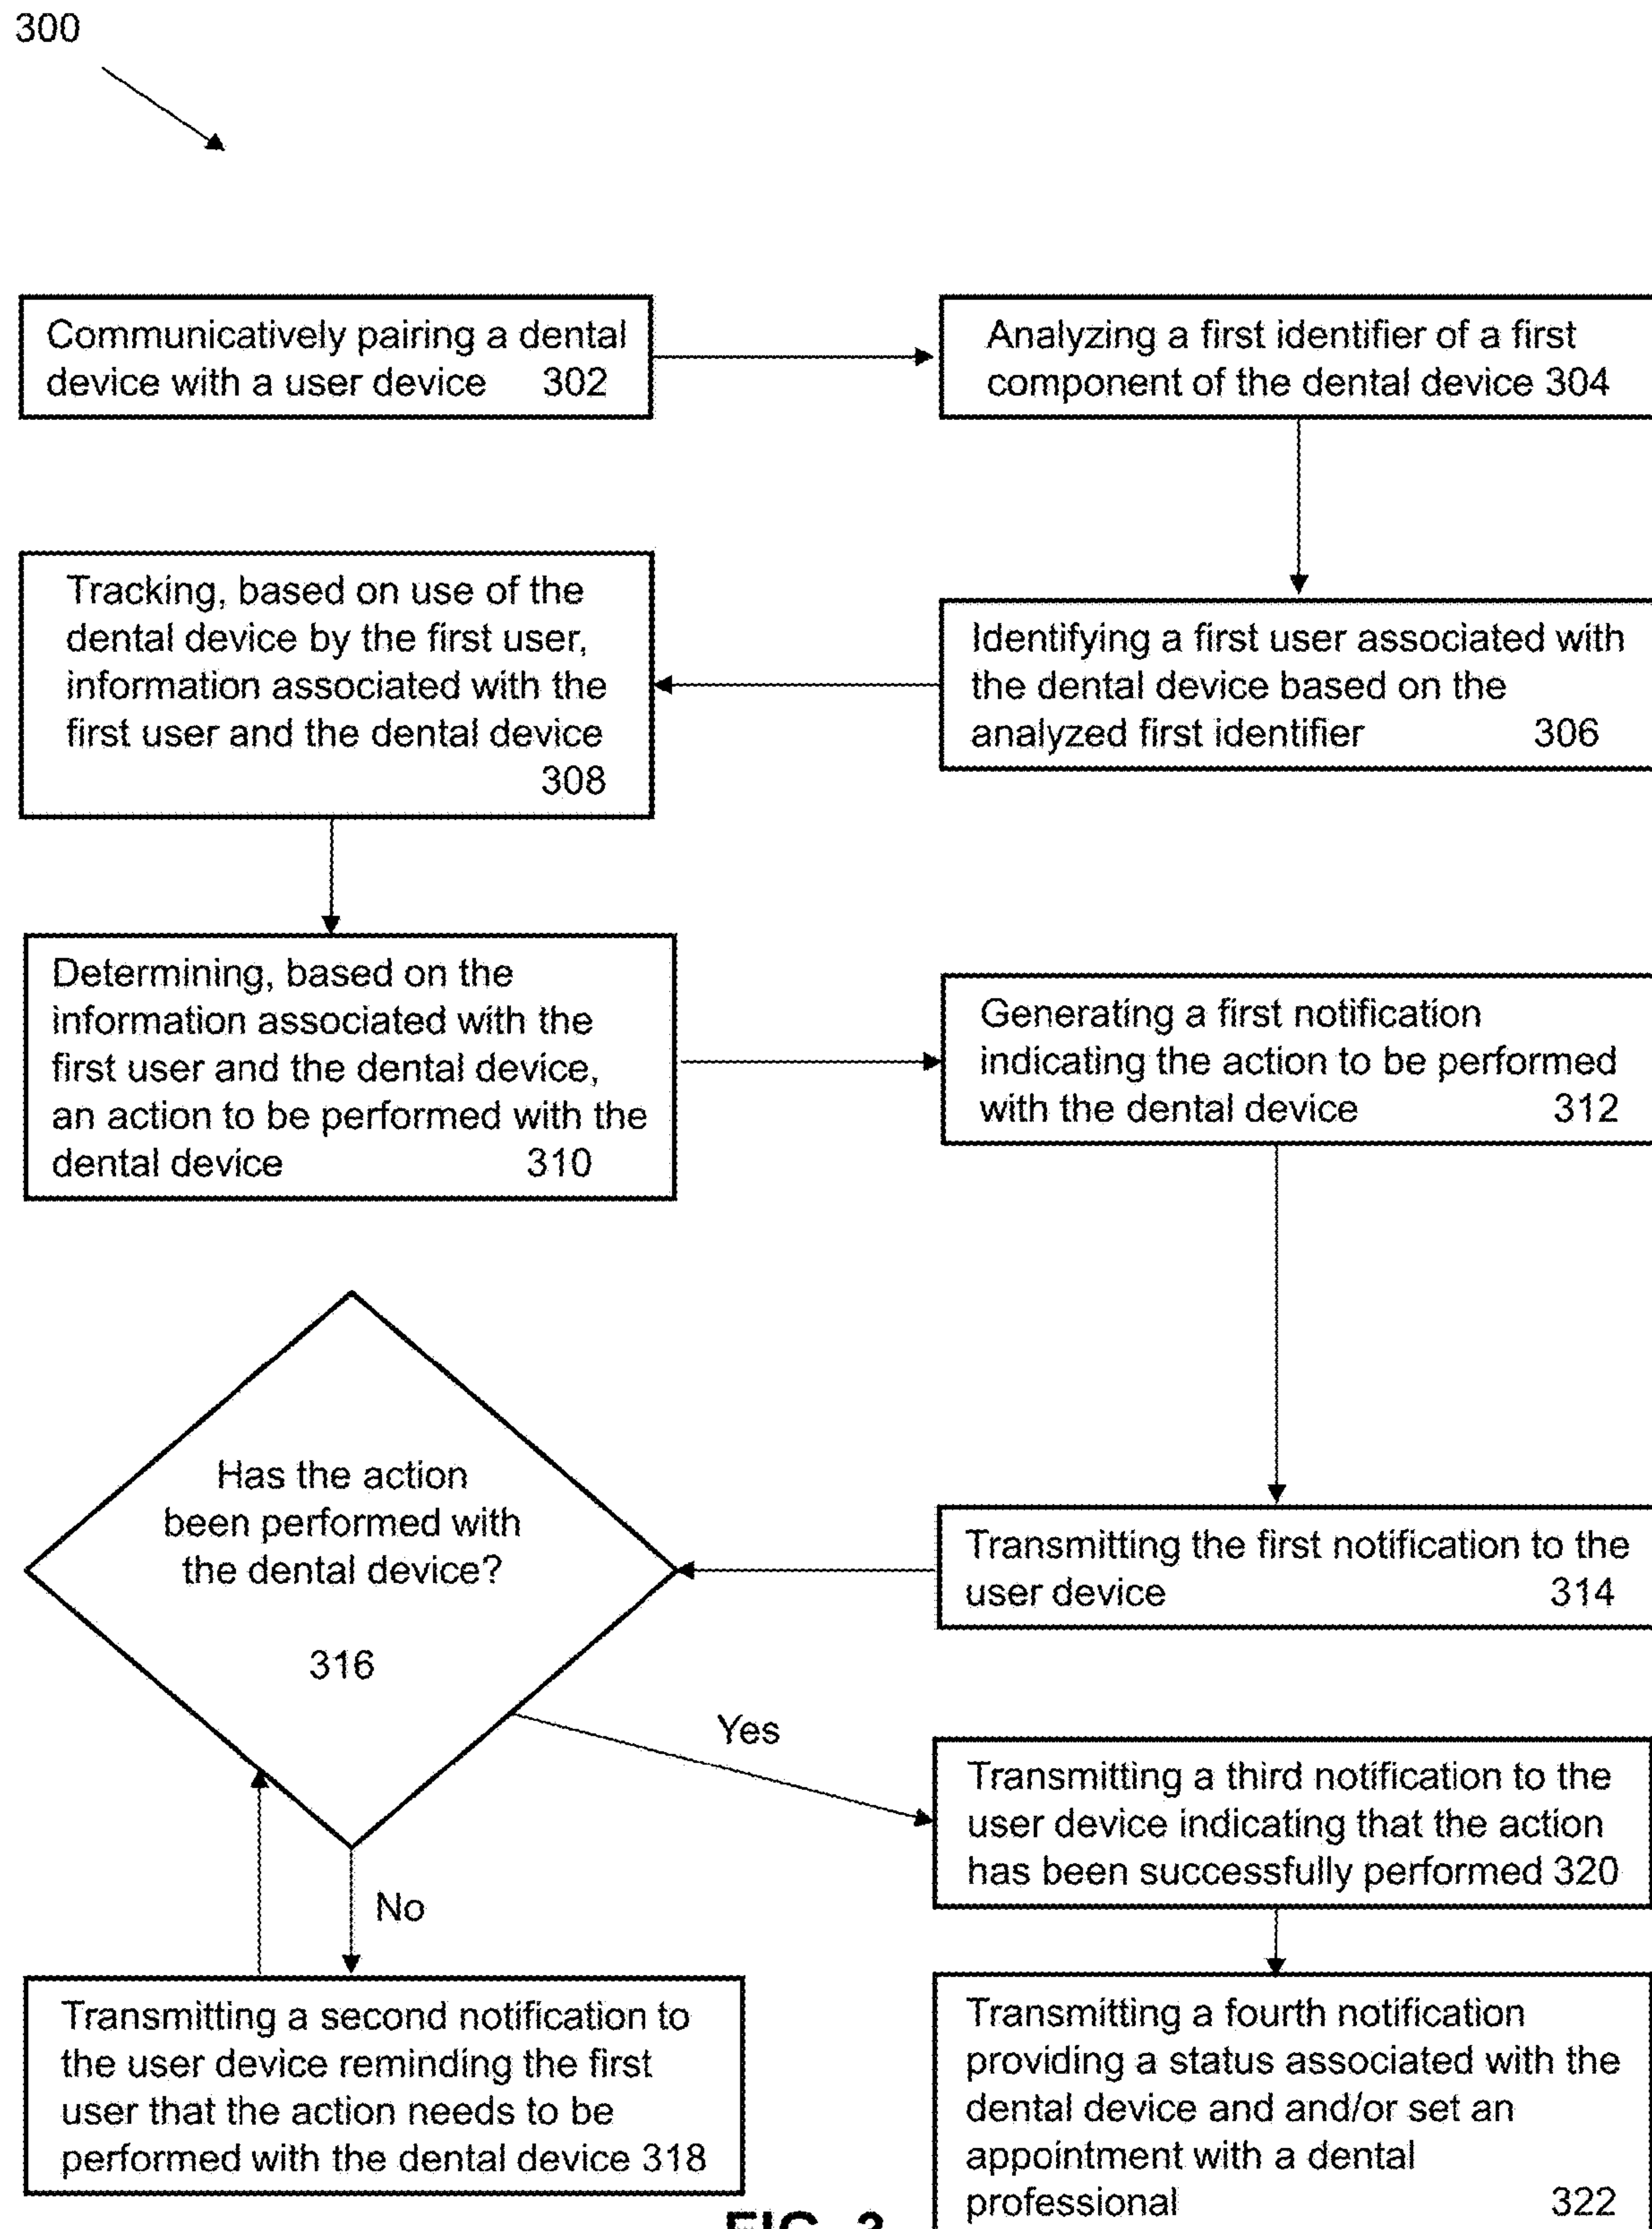 300
Communicatively pairing a dental
device with a user device 302
Analyzing a first identifier of a first
component of the dental device 304
Identifying a first user associated with
the dental device based on the
analyzed first identifier 306
Tracking, based on use of the
dental device by the first user,
information associated with the
first user and the dental device
308
Determining, based on the
information associated with the
first user and the dental device,
an action to be performed with the
dental device 310
Generating a first notification
indicating the action to be performed
with the dental device 312
Transmitting the first notification to the
user device 314
Has the action
been performed with
the dental device?
316
Yes
No
Transmitting a second notification to
the user device reminding the first
user that the action needs to be
performed with the dental device 318
Transmitting a third notification to the
user device indicating that the action
has been successfully performed 320
Transmitting a fourth notification
providing a status associated with the
dental device and and/or set an
appointment with a dental
professional 322
FIG. 3